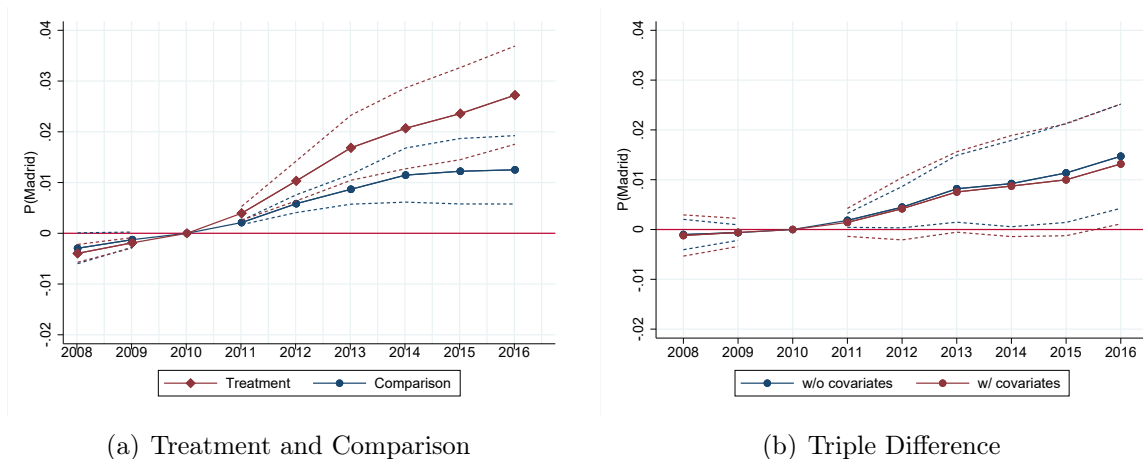 P(Madrid)
.04
.03
.02
.01
0
-.01
-.02
2008 2009 2010 2011 2012 2013 2014 2015 2016
Treatment Comparison
(a) Treatment and Comparison
P(Madrid)
.04
.03
.02
.01
0
-.01
-.02
2008 2009 2010 2011 2012 2013 2014 2015 2016
w/o covariates w/ covariates
(b) Triple Difference